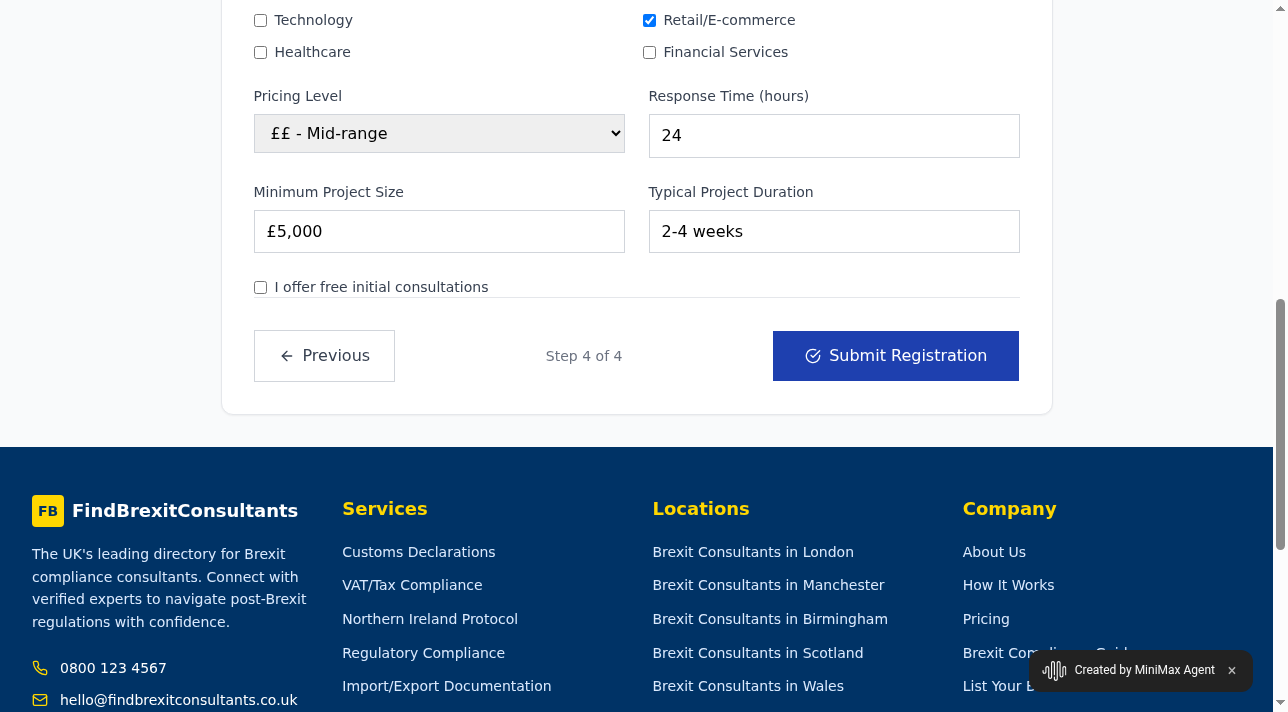 Technology
Retail/E-commerce
Healthcare
Financial Services
Pricing Level
Response Time (hours)
££ - Mid-range
24
Minimum Project Size
Typical Project Duration
£5,000
2-4 weeks
I offer free initial consultations
Previous
Step 4 of 4
Submit Registration
FB FindBrexitConsultants
The UK's leading directory for Brexit
compliance consultants. Connect with
verified experts to navigate post-Brexit
regulations with confidence.
0800 123 4567
hello@findbrexitconsultants.co.uk
Services
Customs Declarations
VAT/Tax Compliance
Northern Ireland Protocol
Regulatory Compliance
Import/Export Documentation
Locations
Brexit Consultants in London
Brexit Consultants in Manchester
Brexit Consultants in Birmingham
Brexit Consultants in Scotland
Brexit Consultants in Wales
Company
About Us
How It Works
Pricing
Brexit
List Your
Created by MiniMax Agent ×